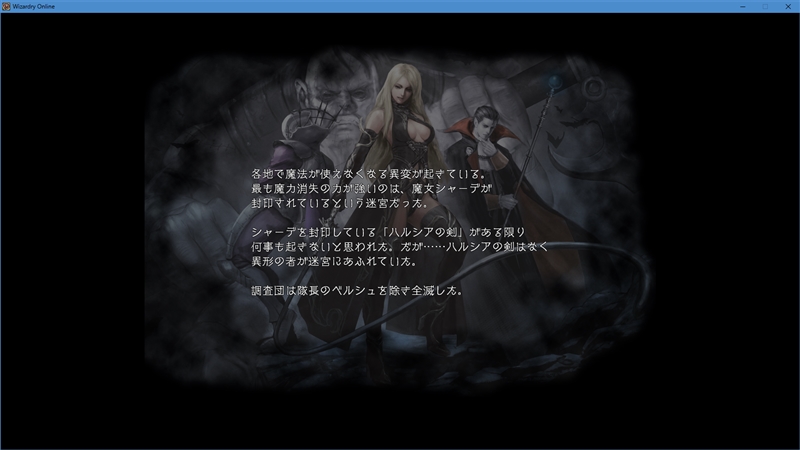 Wizardry Online
各地で魔法が使えなくなる異変が起きている。
最も魔力消失の力が強いのは、魔女シャーデが
封印されているという迷宮だった。
シャーデを封印している「ハルシアの剣」がある限り
何事も起きないと思われた。だが……ハルシアの剣はなく
異形の者が迷宮にあふれていた。
調査団は隊長のペルシュを除き全滅した。